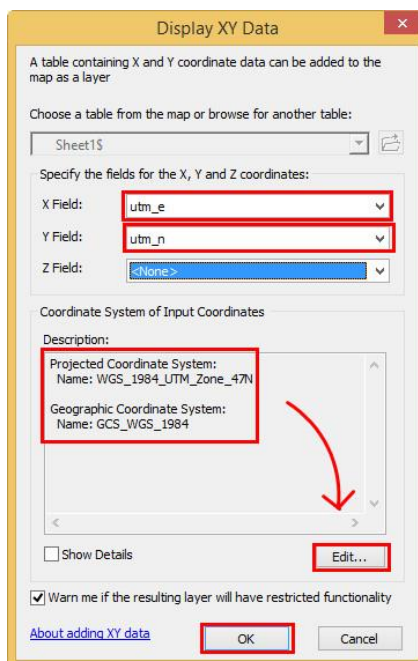 Display XY Data
A table containing X and Y coordinate data can be added to the
map as a layer
Choose a table from the map or browse for another table:
Sheet1$
Specify the fields for the X, Y and Z coordinates:
X Field: utm_e
Y Field: utm_n
Z Field: <None>
Coordinate System of Input Coordinates
Description:
Projected Coordinate System:
Name: WGS_1984_UTM_Zone_47N
Geographic Coordinate System:
Name: GCS_WGS_1984
Show Details Edit...
Warn me if the resulting layer will have restricted functionality
About adding XY data OK Cancel